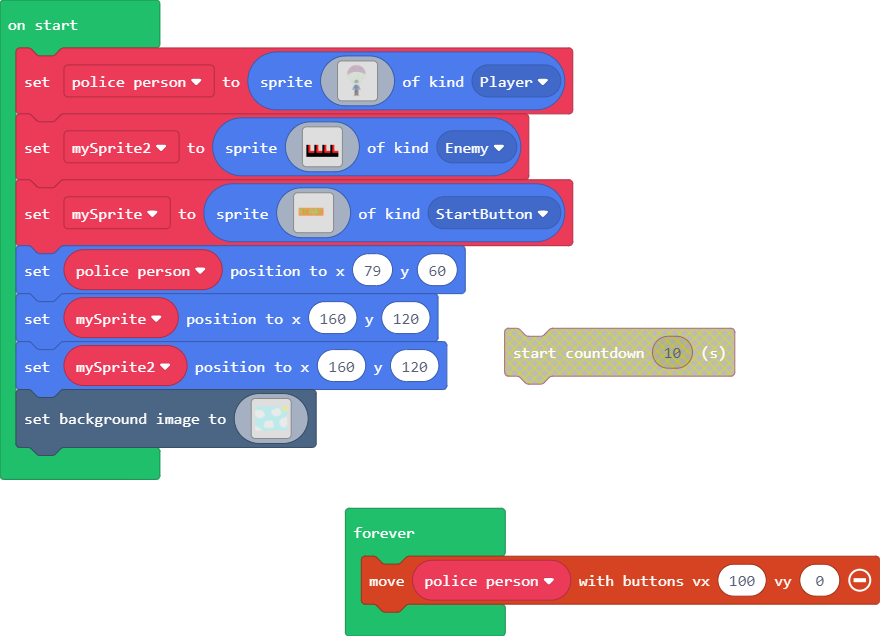 on start
set police person to sprite of kind Player
set mySprite2 to sprite of kind Enemy
set mySprite to sprite of kind StartButton
set police person position to x 79 y 60
set mySprite position to x 160 y 120
set mySprite2 position to x 160 y 120
start countdown 10 (s)
set background image to
forever
move police person with buttons vx 100 vy 0